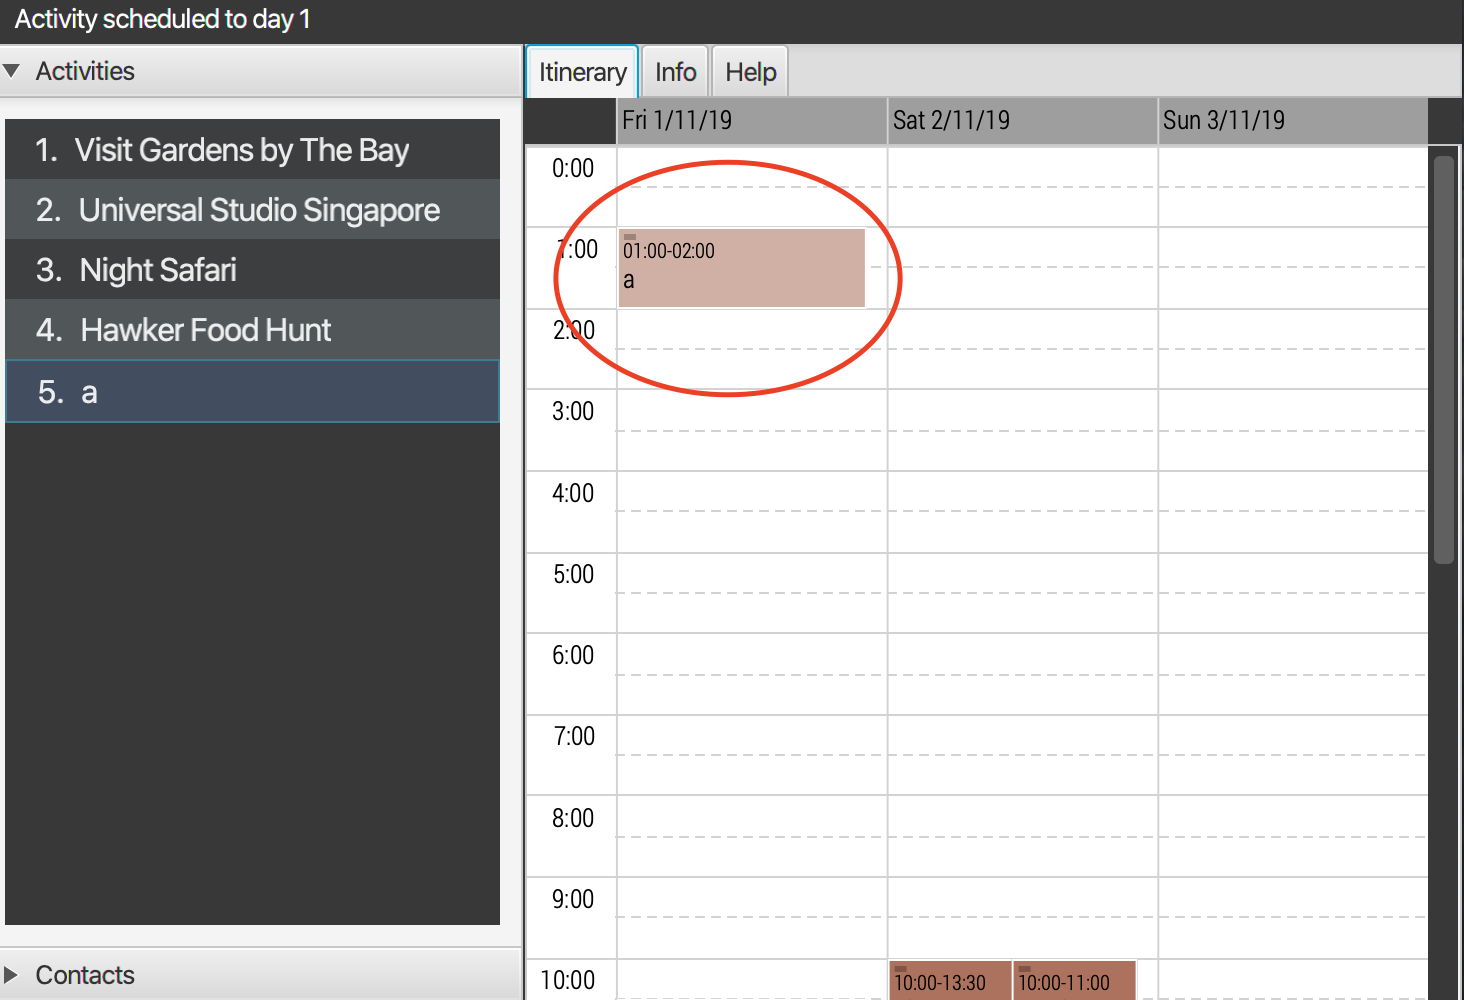 Activity scheduled to day 1
Activities
1. Visit Gardens by The Bay
2. Universal Studio Singapore
3. Night Safari
4. Hawker Food Hunt
5. a
Contacts
Itinerary Info Help
Fri 1/11/19 Sat 2/11/19 Sun 3/11/19
0:00
1:00
01:00-02:00
a
2:00
3:00
4:00
5:00
6:00
7:00
8:00
9:00
10:00
10:00-13:30 10:00-11:00